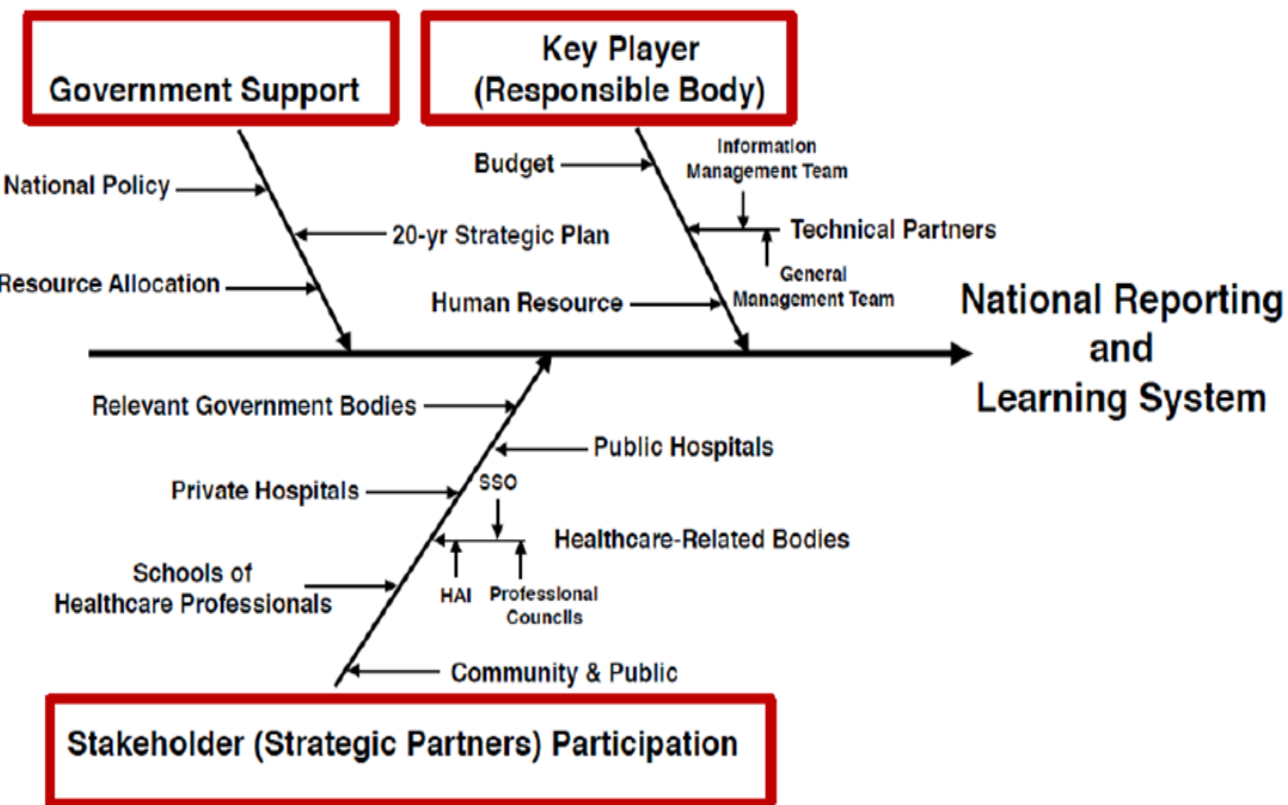 Government Support
Key Player
(Responsible Body)
Information
Management Team
Budget
National Policy
Technical Partners
20-yr Strategic Plan
General
Management Team
Resource Allocation
Human Resource
National Reporting
and
Learning System
Relevant Government Bodies
Public Hospitals
Private Hospitals
SSO
Healthcare-Related Bodies
Schools of
Healthcare Professionals
HAI
Professional
Councils
Community & Public
Stakeholder (Strategic Partners) Participation